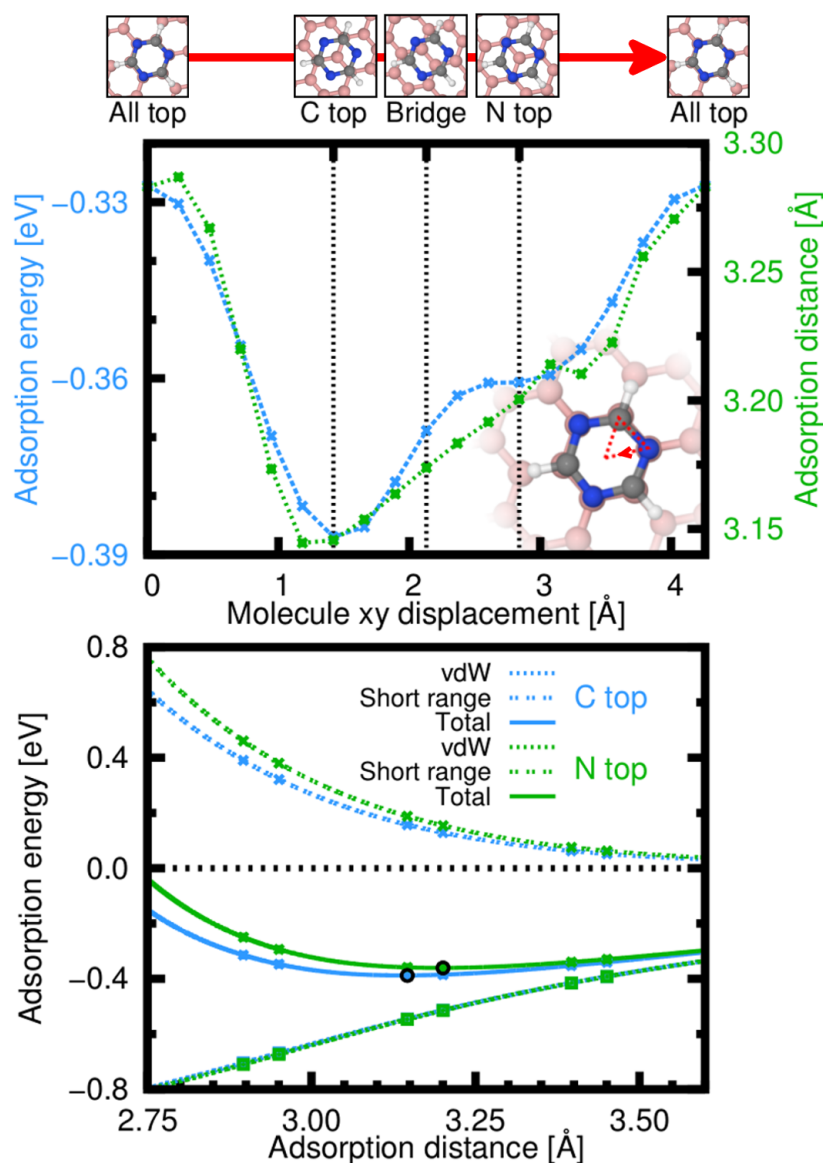 All top C top Bridge N top All top
Adsorption energy [eV]
−0.33
−0.36
−0.39
3.30
3.25
3.20
3.15
Adsorption distance [Å]
0 1 2 3 4
Molecule xy displacement [Å]
Adsorption energy [eV]
0.8
0.4
0.0
−0.4
−0.8
vdW
Short range
Total
C top
vdW
Short range
Total
N top
2.75 3.00 3.25 3.50
Adsorption distance [Å]